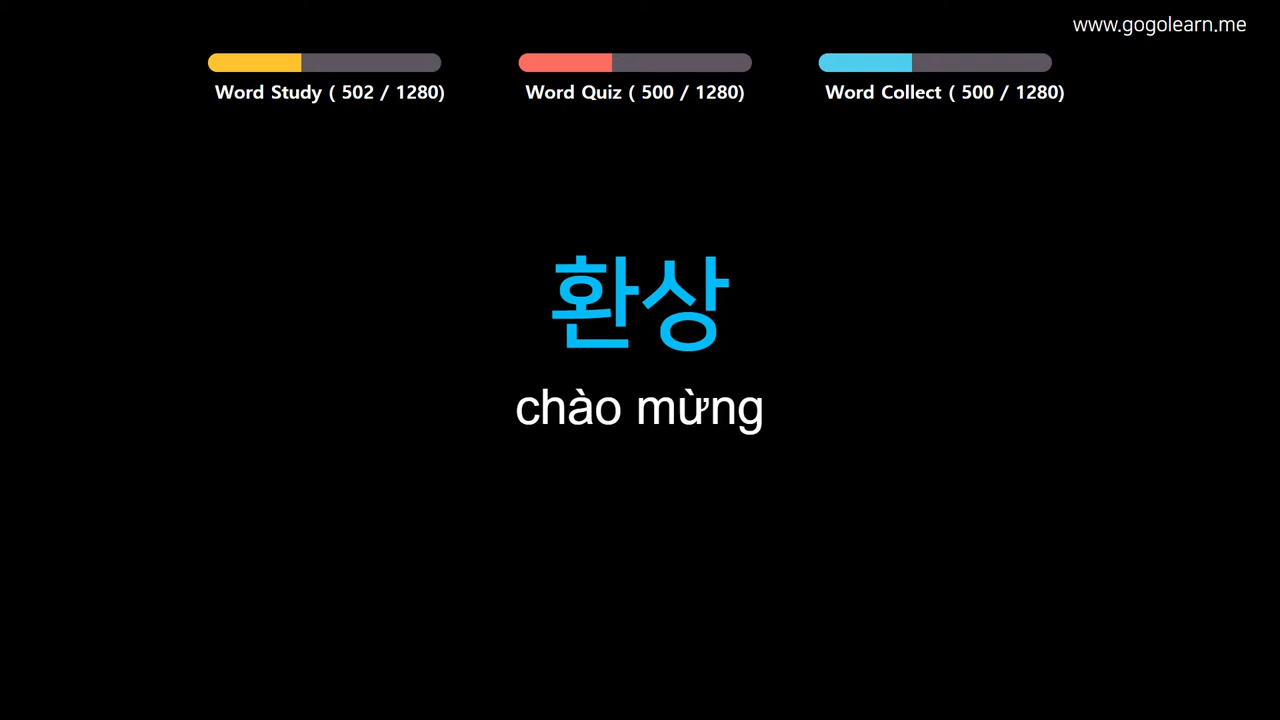 www.gogolearn.me
Word Study ( 502 / 1280)
Word Quiz ( 500 / 1280)
Word Collect ( 500 / 1280)
환상
chào mừng